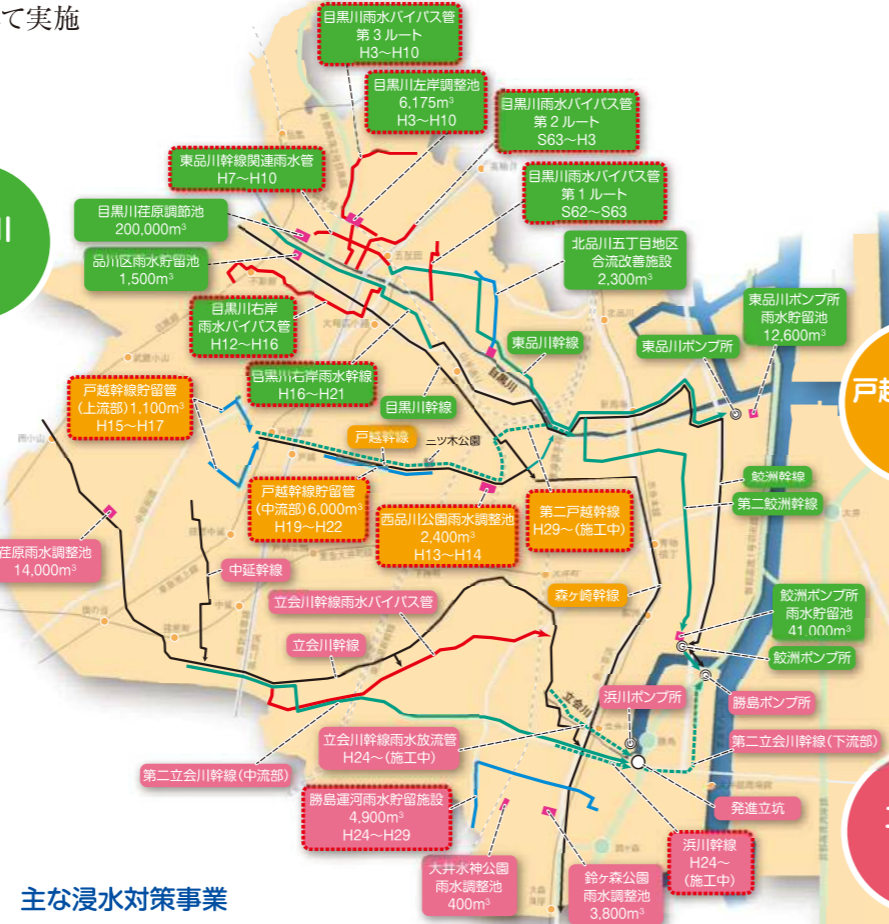 て実施
目黒川雨水バイパス管
第3ルート
H3～H10
目黒川左岸調整池
6,175m³
H3～H10
目黒川雨水バイパス管
第2ルート
S63～H3
東品川幹線関連雨水管
H7～H10
目黒川雨水バイパス管
第1ルート
S62～S63
川
目黒川荏原調節池
200,000m³
品川区雨水貯留池
1,500m³
北品川五丁目地区
合流改善施設
2,300m³
目黒川右岸
雨水バイパス管
H12～H16
東品川ポンプ所
雨水貯留池
12,600m³
東品川幹線
東品川ポンプ所
目黒川
目黒川右岸雨水幹線
H16～H21
目黒川幹線
戸越幹線貯留管
(上流部)1,100m³
H15～H17
戸越
戸越幹線
二ツ木公園
戸越幹線貯留管
(中流部)6,000m³
H19～H22
西品川公園雨水調整池
2,400m³
H13～H14
第二戸越幹線
H29～(施工中)
鮫洲幹線
第二鮫洲幹線
荏原雨水調整池
14,000m³
中延幹線
立会川幹線雨水バイパス管
森ヶ崎幹線
鮫洲ポンプ所
雨水貯留池
41,000m³
立会川幹線
鮫洲ポンプ所
立会川
浜川ポンプ所
勝島ポンプ所
立会川幹線雨水放流管
H24～(施工中)
第二立会川幹線(下流部)
第二立会川幹線(中流部)
発進立坑
勝島運河雨水貯留施設
4,900m³
H24～H29
浜川幹線
H24～
(施工中)
大井水神公園
雨水調整池
400m³
鈴ヶ森公園
雨水調整池
3,800m³
主な浸水対策事業